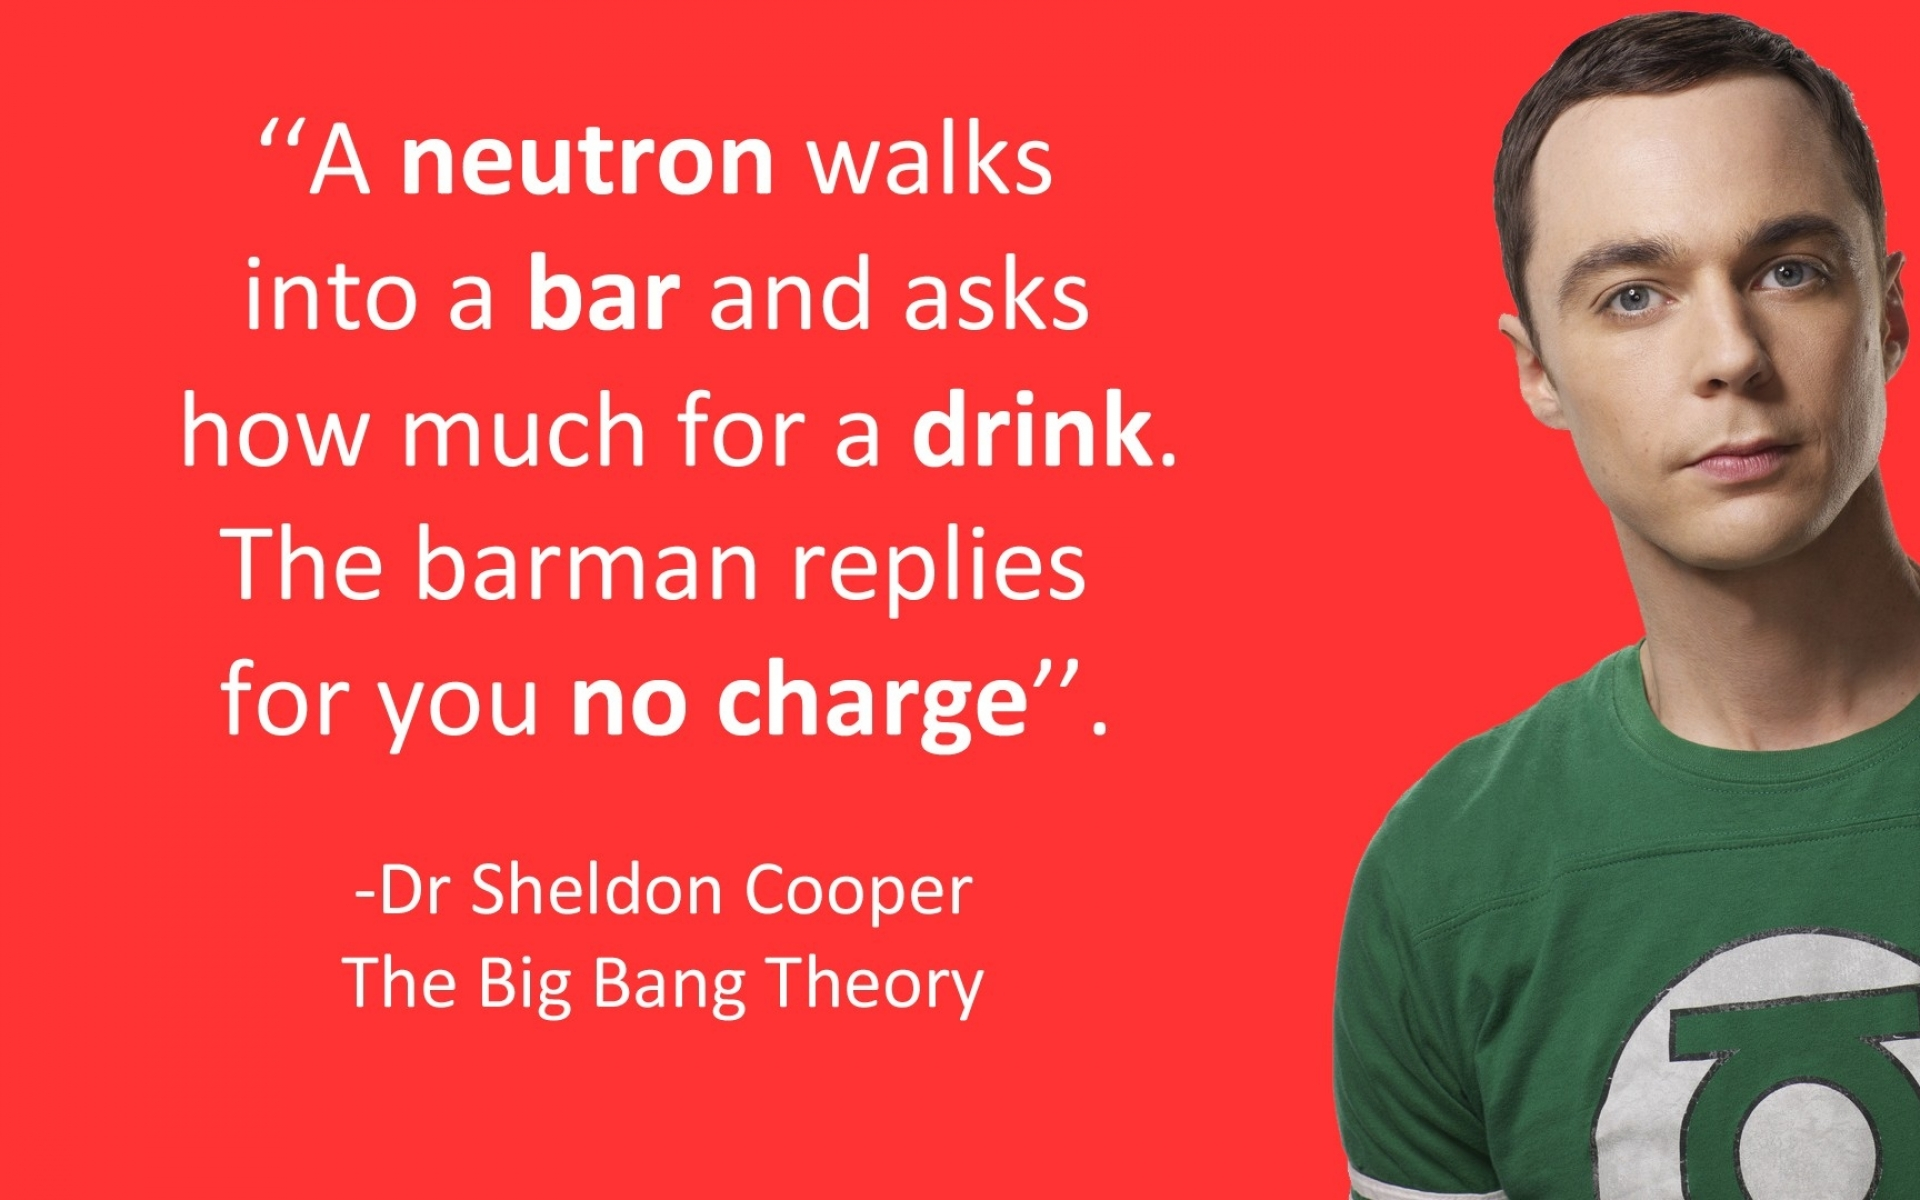 “A neutron walks
into a bar and asks
how much for a drink.
The barman replies
for you no charge”.
-Dr Sheldon Cooper
The Big Bang Theory